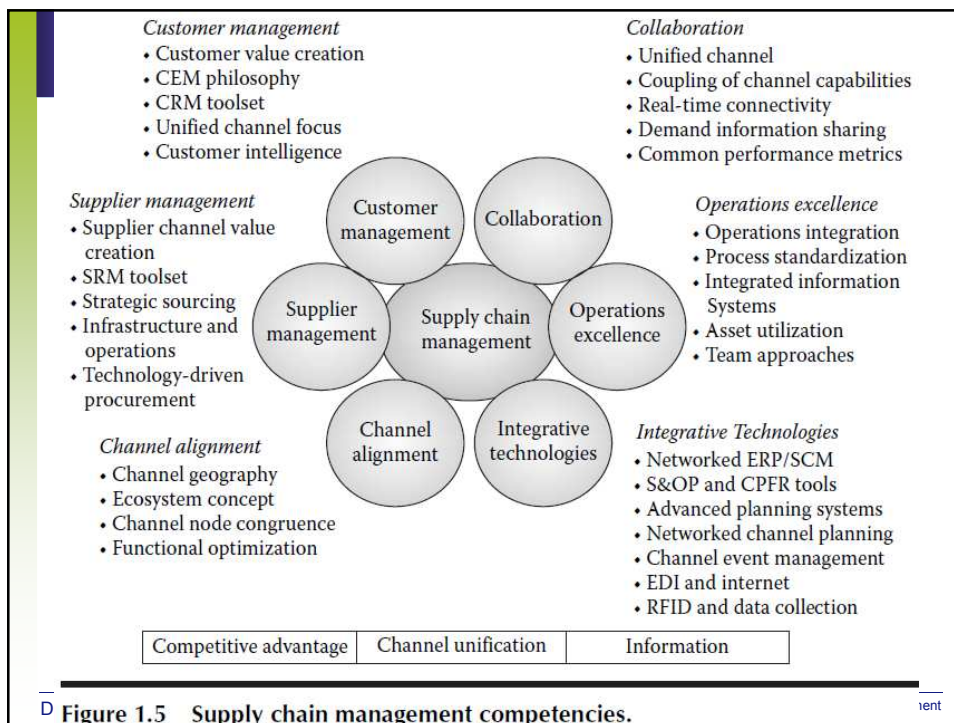 Customer management
• Customer value creation
• CEM philosophy
• CRM toolset
• Unified channel focus
• Customer intelligence
Collaboration
• Unified channel
• Coupling of channel capabilities
• Real-time connectivity
• Demand information sharing
• Common performance metrics
Supplier management
• Supplier channel value
creation
• SRM toolset
• Strategic sourcing
• Infrastructure and
operations
• Technology-driven
procurement
Customer
management
Collaboration
Supplier
management
Supply chain
management
Operations
excellence
Channel
alignment
Integrative
technologies
Operations excellence
• Operations integration
• Process standardization
• Integrated information
Systems
• Asset utilization
• Team approaches
Channel alignment
• Channel geography
• Ecosystem concept
• Channel node congruence
• Functional optimization
Integrative Technologies
• Networked ERP/SCM
• S&OP and CPFR tools
• Advanced planning systems
• Networked channel planning
• Channel event management
• EDI and internet
• RFID and data collection
Competitive advantage
Channel unification
Information
Figure 1.5 Supply chain management competencies.